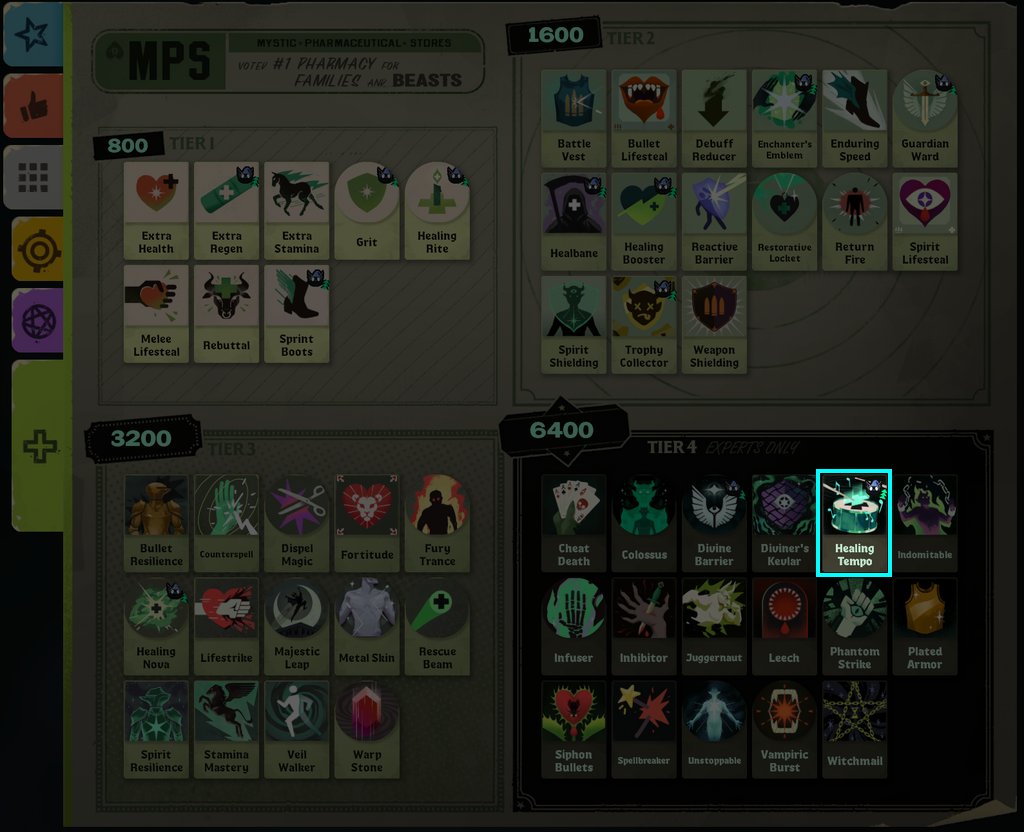 MPS
MYSTIC • PHARMACEUTICAL • STORES
VOTED #1 PHARMACY FOR
FAMILIES AND BEASTS
800
TIER 1
Extra
Health
Extra
Regen
Extra
Stamina
Grit
Healing
Rite
Melee
Lifesteal
Rebuttal
Sprint
Boots
1600
TIER 2
Battle
Vest
Bullet
Lifesteal
Debuff
Reducer
Enchanter's
Emblem
Enduring
Speed
Guardian
Ward
Healbane
Healing
Booster
Reactive
Barrier
Restorative
Locket
Return
Fire
Spirit
Lifesteal
Spirit
Shielding
Trophy
Collector
Weapon
Shielding
3200
TIER 3
Bullet
Resilience
Counterspell
Dispel
Magic
Fortitude
Fury
Trance
Healing
Nova
Lifestrike
Majestic
Leap
Metal Skin
Rescue
Beam
Spirit
Resilience
Stamina
Mastery
Veil
Walker
Warp
Stone
6400
TIER 4 EXPERTS ONLY
Cheat
Death
Colossus
Divine
Barrier
Diviner's
Kevlar
Healing
Tempo
Indomitable
Infuser
Inhibitor
Juggernaut
Leech
Phantom
Strike
Plated
Armor
Siphon
Bullets
Spellbreaker
Unstoppable
Vampiric
Burst
Witchmail